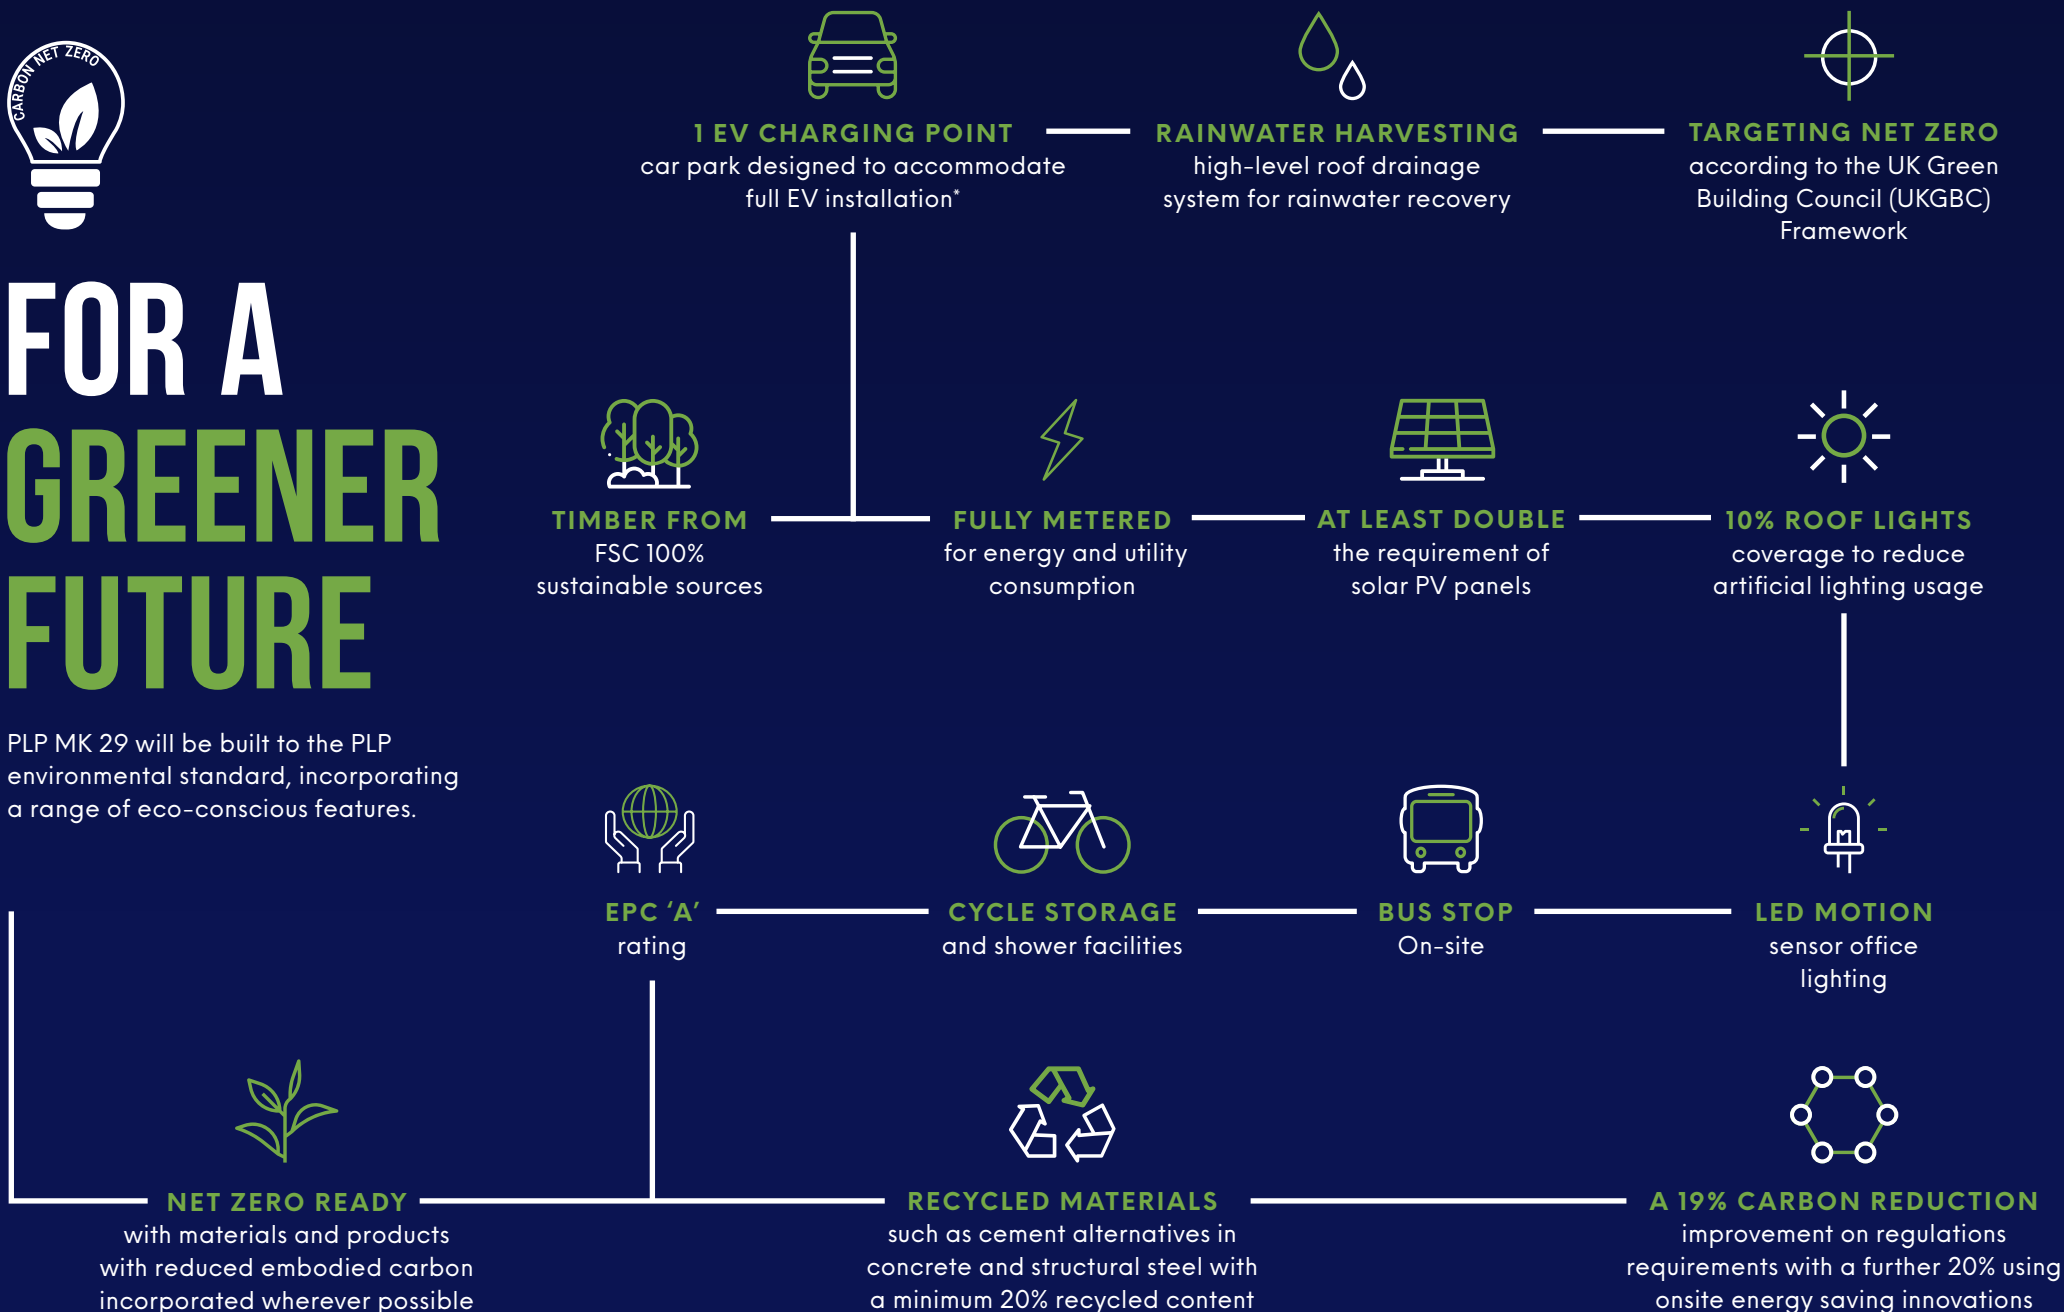 CARBON NET ZERO
FOR A
GREENER
FUTURE
PLP MK 29 will be built to the PLP
environmental standard, incorporating
a range of eco-conscious features.
1 EV CHARGING POINT
car park designed to accommodate
full EV installation*
RAINWATER HARVESTING
high-level roof drainage
system for rainwater recovery
TARGETING NET ZERO
according to the UK Green
Building Council (UKGBC)
Framework
TIMBER FROM
FSC 100%
sustainable sources
FULLY METERED
for energy and utility
consumption
AT LEAST DOUBLE
the requirement of
solar PV panels
10% ROOF LIGHTS
coverage to reduce
artificial lighting usage
EPC ‘A’
rating
CYCLE STORAGE
and shower facilities
BUS STOP
On-site
LED MOTION
sensor office
lighting
NET ZERO READY
with materials and products
with reduced embodied carbon
incorporated wherever possible
RECYCLED MATERIALS
such as cement alternatives in
concrete and structural steel with
a minimum 20% recycled content
A 19% CARBON REDUCTION
improvement on regulations
requirements with a further 20% using
onsite energy saving innovations